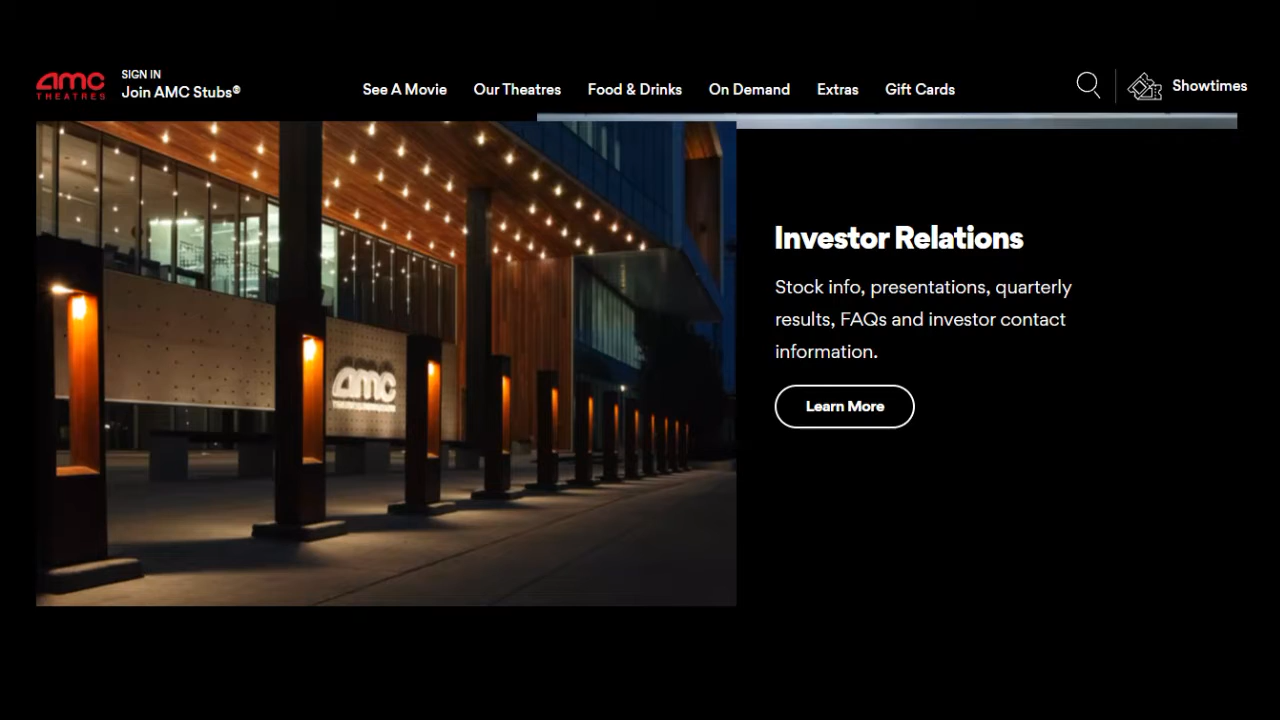 amc
THEATRES
SIGN IN
Join AMC Stubs®
See A Movie
Our Theatres
Food & Drinks
On Demand
Extras
Gift Cards
Showtimes
amc
Investor Relations
Stock info, presentations, quarterly
results, FAQs and investor contact
information.
Learn More